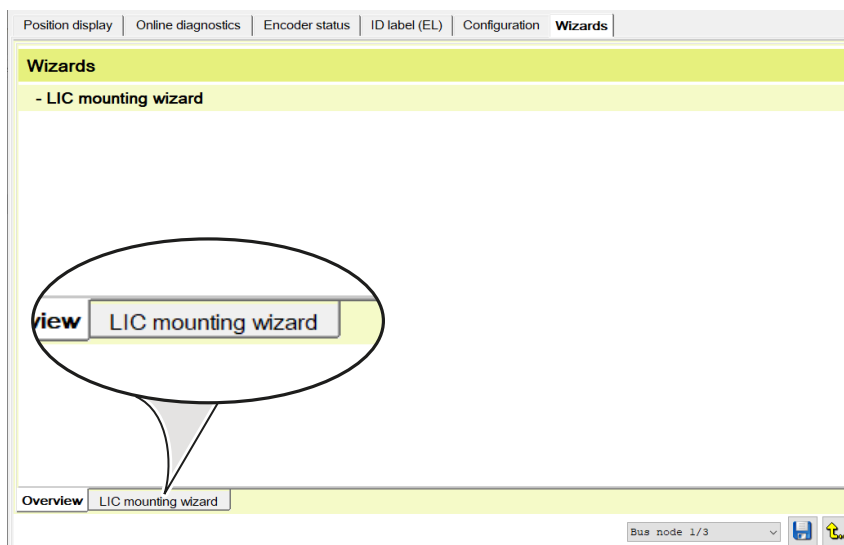 Position display Online diagnostics Encoder status ID label (EL) Configuration Wizards
Wizards
- LIC mounting wizard
view LIC mounting wizard
Overview LIC mounting wizard
Bus node 1/3